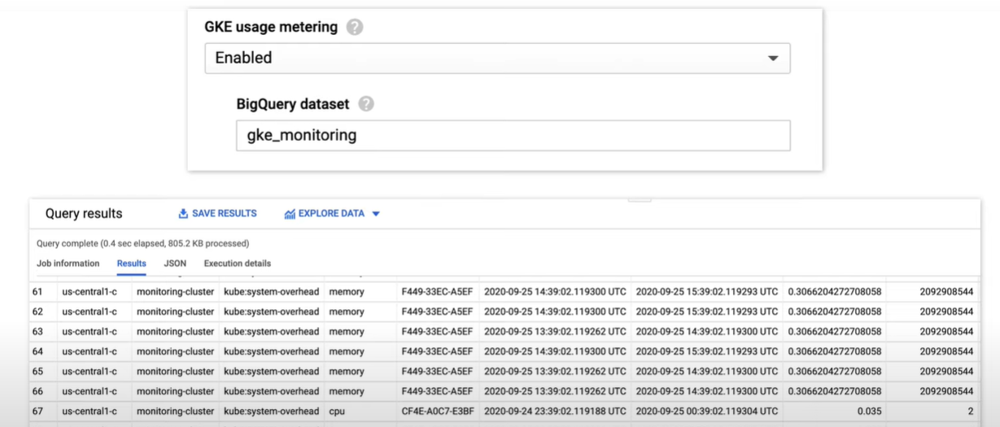 GKE usage metering ?
Enabled
BigQuery dataset ?
gke_monitoring
Query results SAVE RESULTS EXPLORE DATA
Query complete (0.4 sec elapsed, 805.2 KB processed)
Job information Results JSON Execution details
61 us-central1-c monitoring-cluster kube:system-overhead memory F449-33EC-A5EF 2020-09-25 14:39:02.119300 UTC 2020-09-25 15:39:02.119293 UTC 0.3066204272708058 2092908544
62 us-central1-c monitoring-cluster kube:system-overhead memory F449-33EC-A5EF 2020-09-25 14:39:02.119300 UTC 2020-09-25 15:39:02.119293 UTC 0.3066204272708058 2092908544
63 us-central1-c monitoring-cluster kube:system-overhead memory F449-33EC-A5EF 2020-09-25 13:39:02.119262 UTC 2020-09-25 14:39:02.119300 UTC 0.3066204272708058 2092908544
64 us-central1-c monitoring-cluster kube:system-overhead memory F449-33EC-A5EF 2020-09-25 14:39:02.119300 UTC 2020-09-25 15:39:02.119293 UTC 0.3066204272708058 2092908544
65 us-central1-c monitoring-cluster kube:system-overhead memory F449-33EC-A5EF 2020-09-25 13:39:02.119262 UTC 2020-09-25 14:39:02.119300 UTC 0.3066204272708058 2092908544
66 us-central1-c monitoring-cluster kube:system-overhead memory F449-33EC-A5EF 2020-09-25 13:39:02.119262 UTC 2020-09-25 14:39:02.119300 UTC 0.3066204272708058 2092908544
67 us-central1-c monitoring-cluster kube:system-overhead cpu CF4E-A0C7-E3BF 2020-09-24 23:39:02.119188 UTC 2020-09-25 00:39:02.119304 UTC 0.035 2